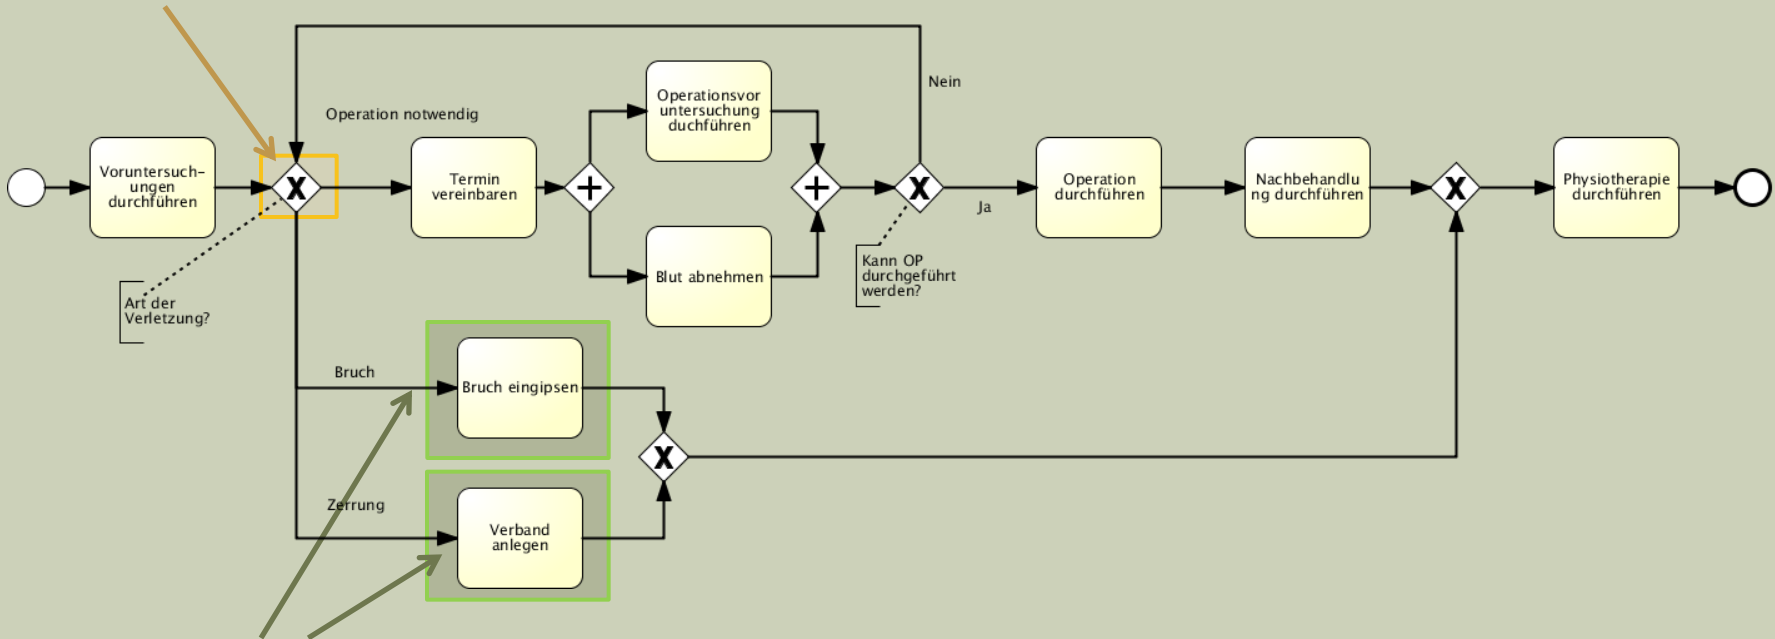 Voruntersuch-
ungen
durchführen
Art der
Verletzung?
Operation notwendig
Termin
vereinbaren
Operationsvor
untersuchung
duchführen
Blut abnehmen
Nein
Ja
Kann OP
durchgeführt
werden?
Operation
durchführen
Nachbehandlu
ng durchführen
Physiotherapie
durchführen
Bruch
Bruch eingipsen
Zerrung
Verband
anlegen